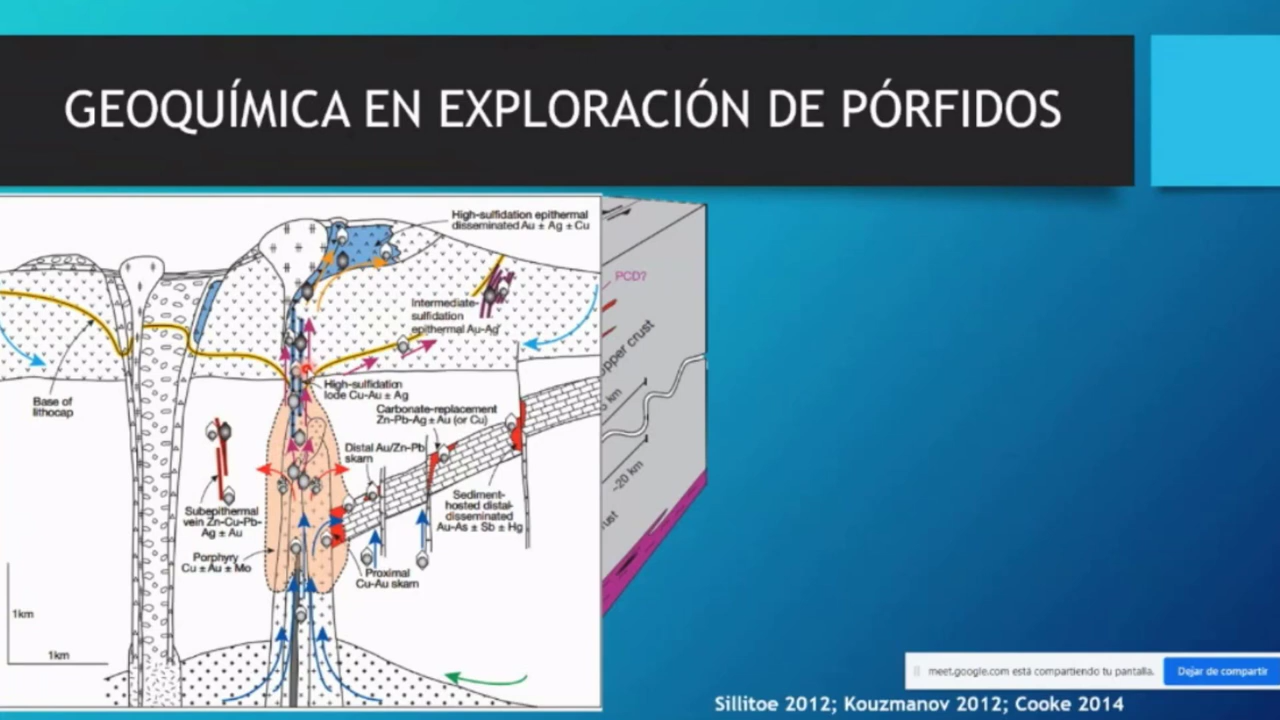 GEOQUÍMICA EN EXPLORACIÓN DE PÓRFIDOS
High-sulfidation epithermal
disseminated Au ± Ag ± Cu
PCD?
Intermediate-
sulfidation
epithermal Au-Ag
pper crust
High-sulfidation
lode Cu-Au ± Ag
5 km
Base of
lithocap
Carbonate-replacement
Zn-Pb-Ag ± Au (or Cu)
Distal Au/Zn-Pb
skarn
~20 km
Sediment-
hosted distal-
disseminated
Au-As ± Sb ± Hg
Subepithermal
vein Zn-Cu-Pb-
Ag ± Au
ust
Porphyry
Cu ± Au ± Mo
Proximal
Cu-Au skarn
1km
1km
meet.google.com está compartiendo tu pantalla.
Dejar de compartir
Sillitoe 2012; Kouzmanov 2012; Cooke 2014